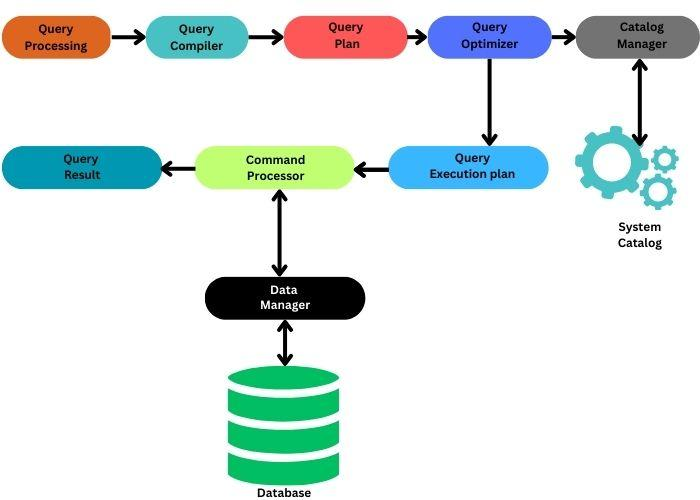 Query
Processing
Query
Compiler
Query
Plan
Query
Optimizer
Catalog
Manager
Query
Result
Command
Processor
Query
Execution plan
System
Catalog
Data
Manager
Database